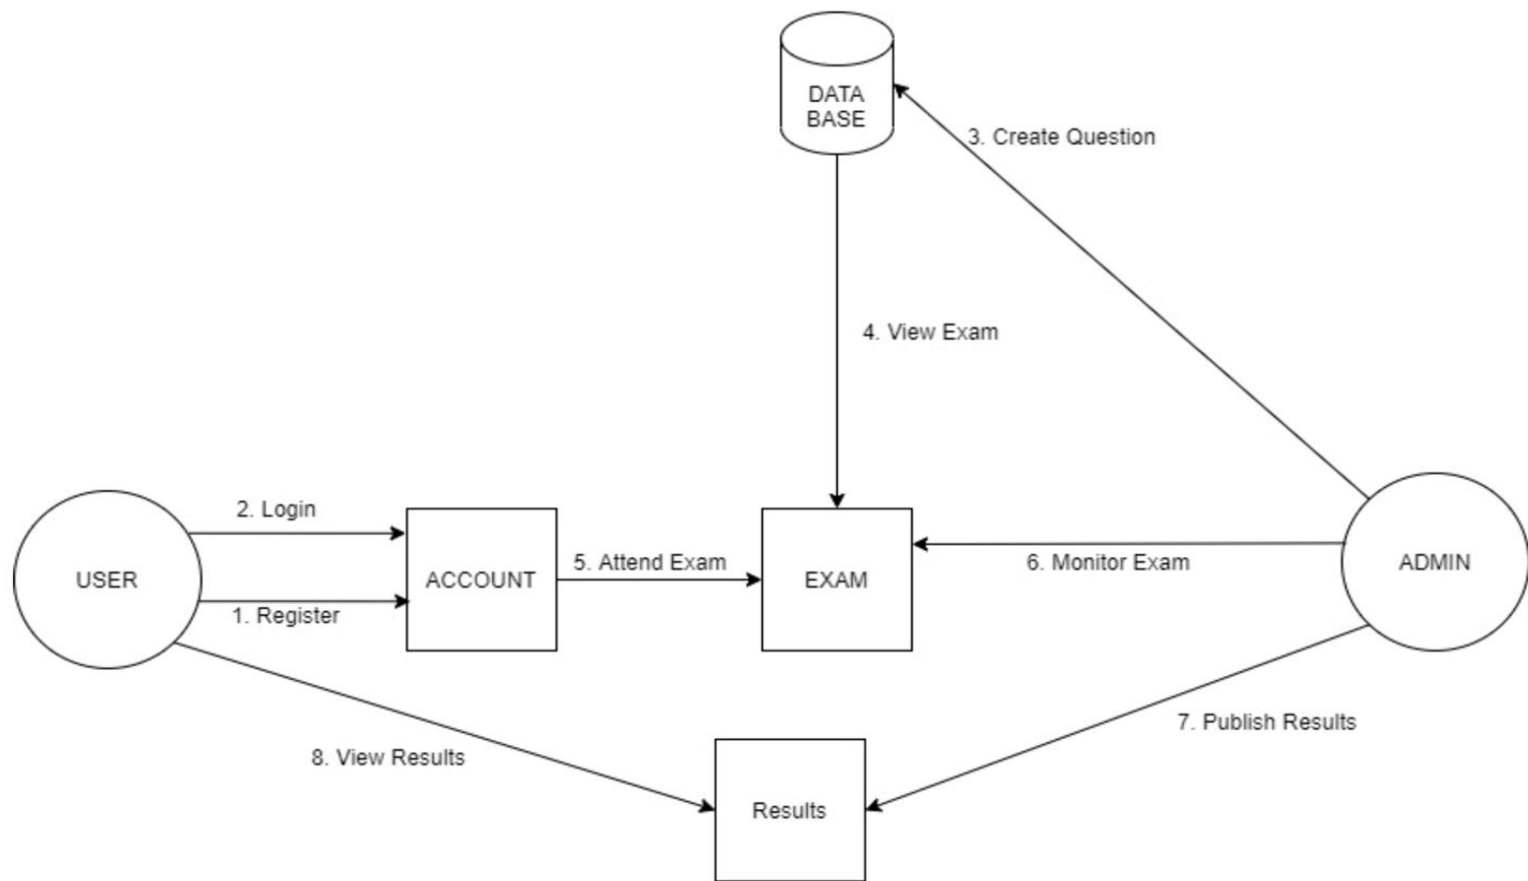 DATA
BASE
3. Create Question
4. View Exam
2. Login
5. Attend Exam
6. Monitor Exam
USER
ACCOUNT
EXAM
ADMIN
1. Register
7. Publish Results
8. View Results
Results